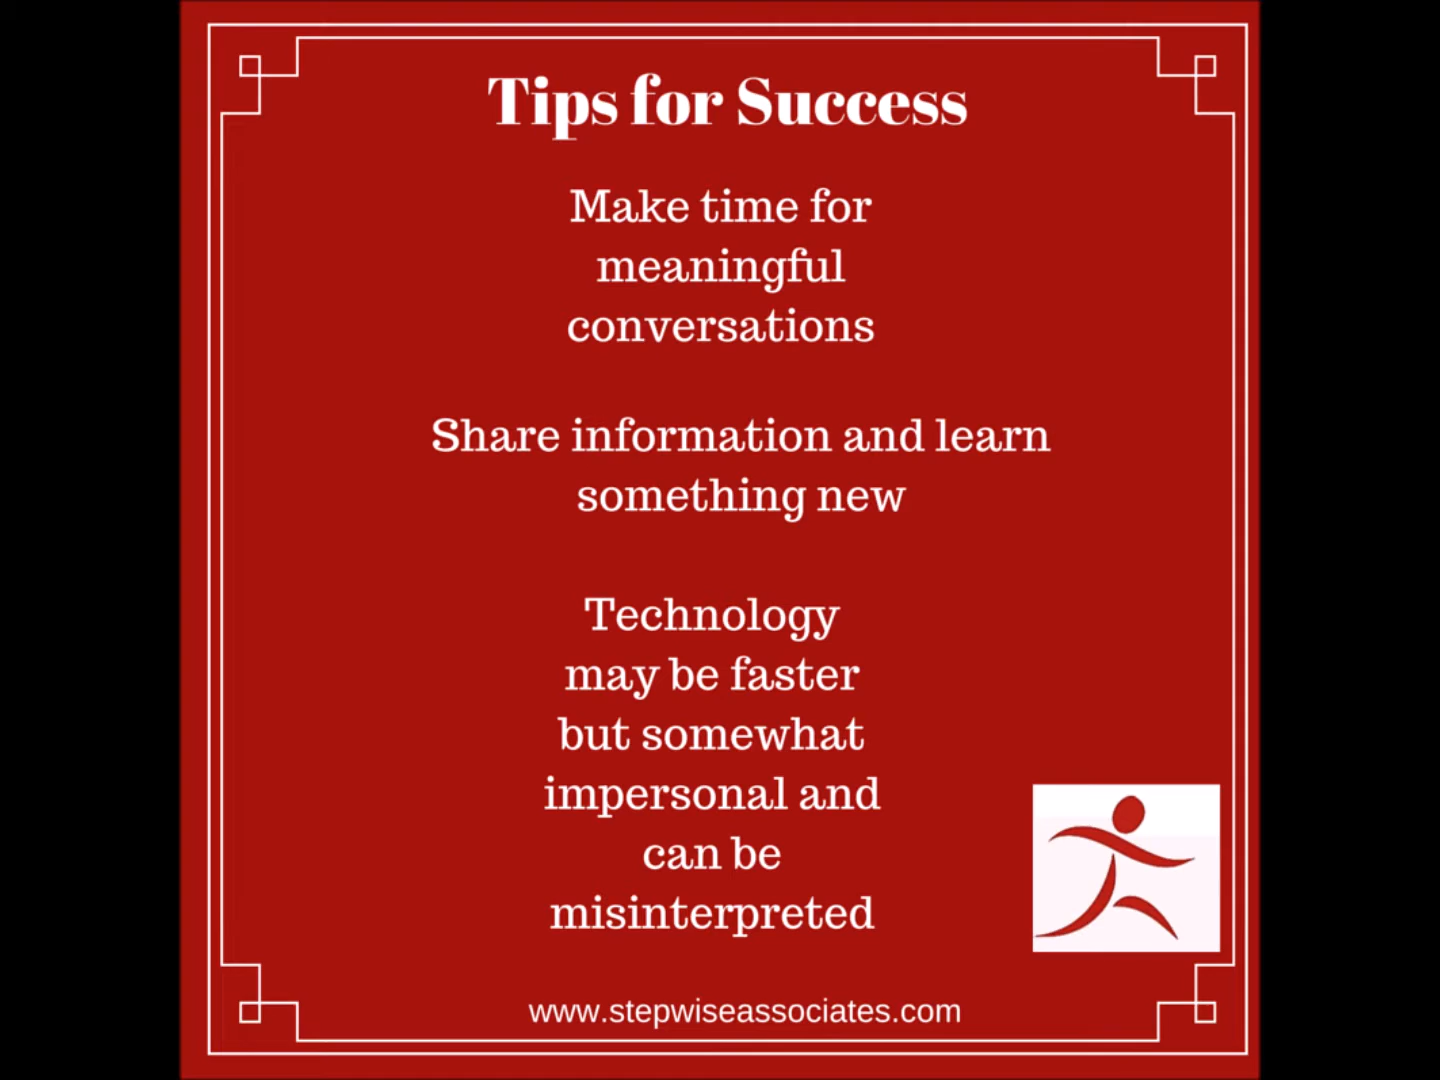 Tips for Success
Make time for
meaningful
conversations
Share information and learn
something new
Technology
may be faster
but somewhat
impersonal and
can be
misinterpreted
www.stepwiseassociates.com